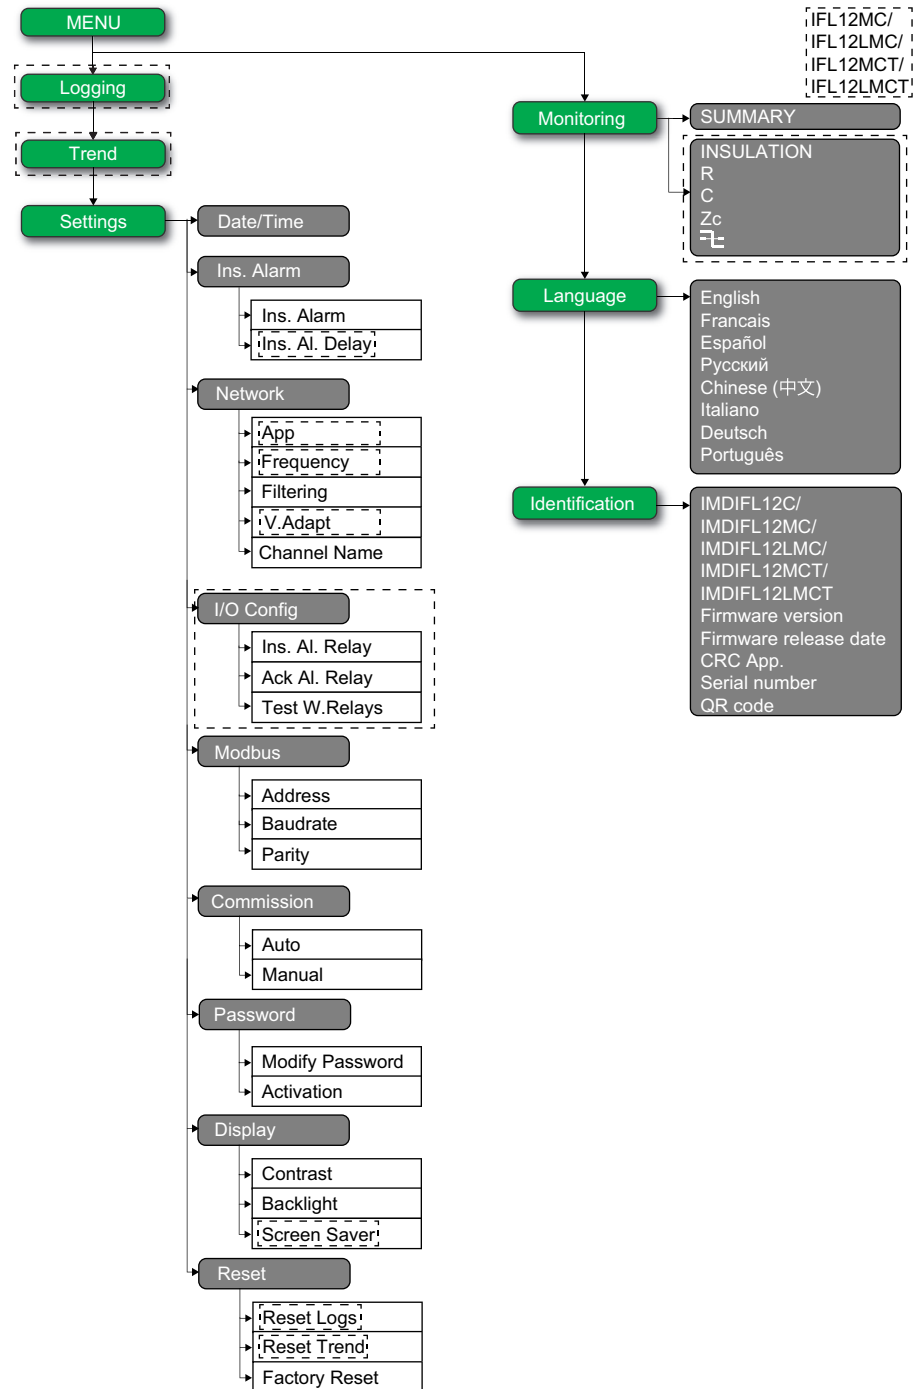 MENU
Logging
Trend
Settings
Date/Time
Ins. Alarm
Ins. Alarm
Ins. Al. Delay
Network
App
Frequency
Filtering
V.Adapt
Channel Name
I/O Config
Ins. Al. Relay
Ack Al. Relay
Test W.Relays
Modbus
Address
Baudrate
Parity
Commission
Auto
Manual
Password
Modify Password
Activation
Display
Contrast
Backlight
Screen Saver
Reset
Reset Logs
Reset Trend
Factory Reset
IFL12MC/
IFL12LMC/
IFL12MCT/
IFL12LMCT
Monitoring
SUMMARY
INSULATION
R
C
Zc
Language
English
Francais
Español
Русский
Chinese (中文)
Italiano
Deutsch
Português
Identification
IMDIFL12C/
IMDIFL12MC/
IMDIFL12LMC/
IMDIFL12MCT/
IMDIFL12LMCT
Firmware version
Firmware release date
CRC App.
Serial number
QR code